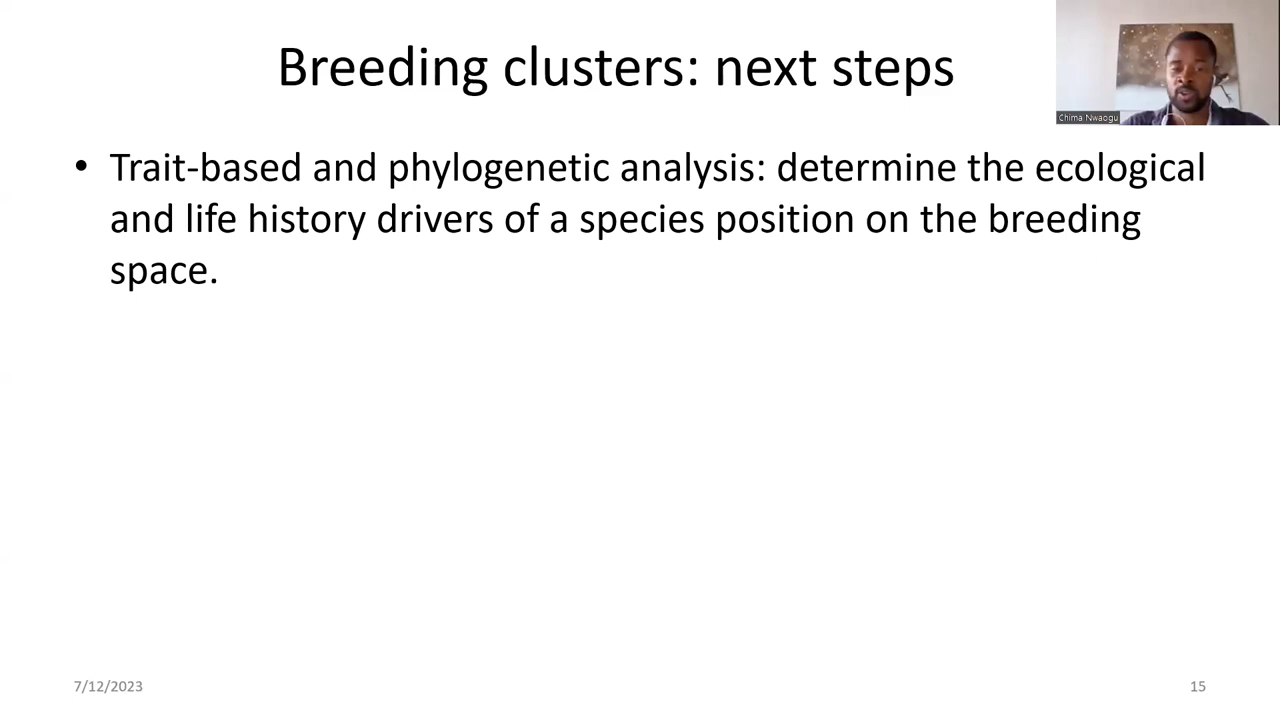 Breeding clusters: next steps
Chima Nwaogu
• Trait-based and phylogenetic analysis: determine the ecological
and life history drivers of a species position on the breeding
space.
7/12/2023
15